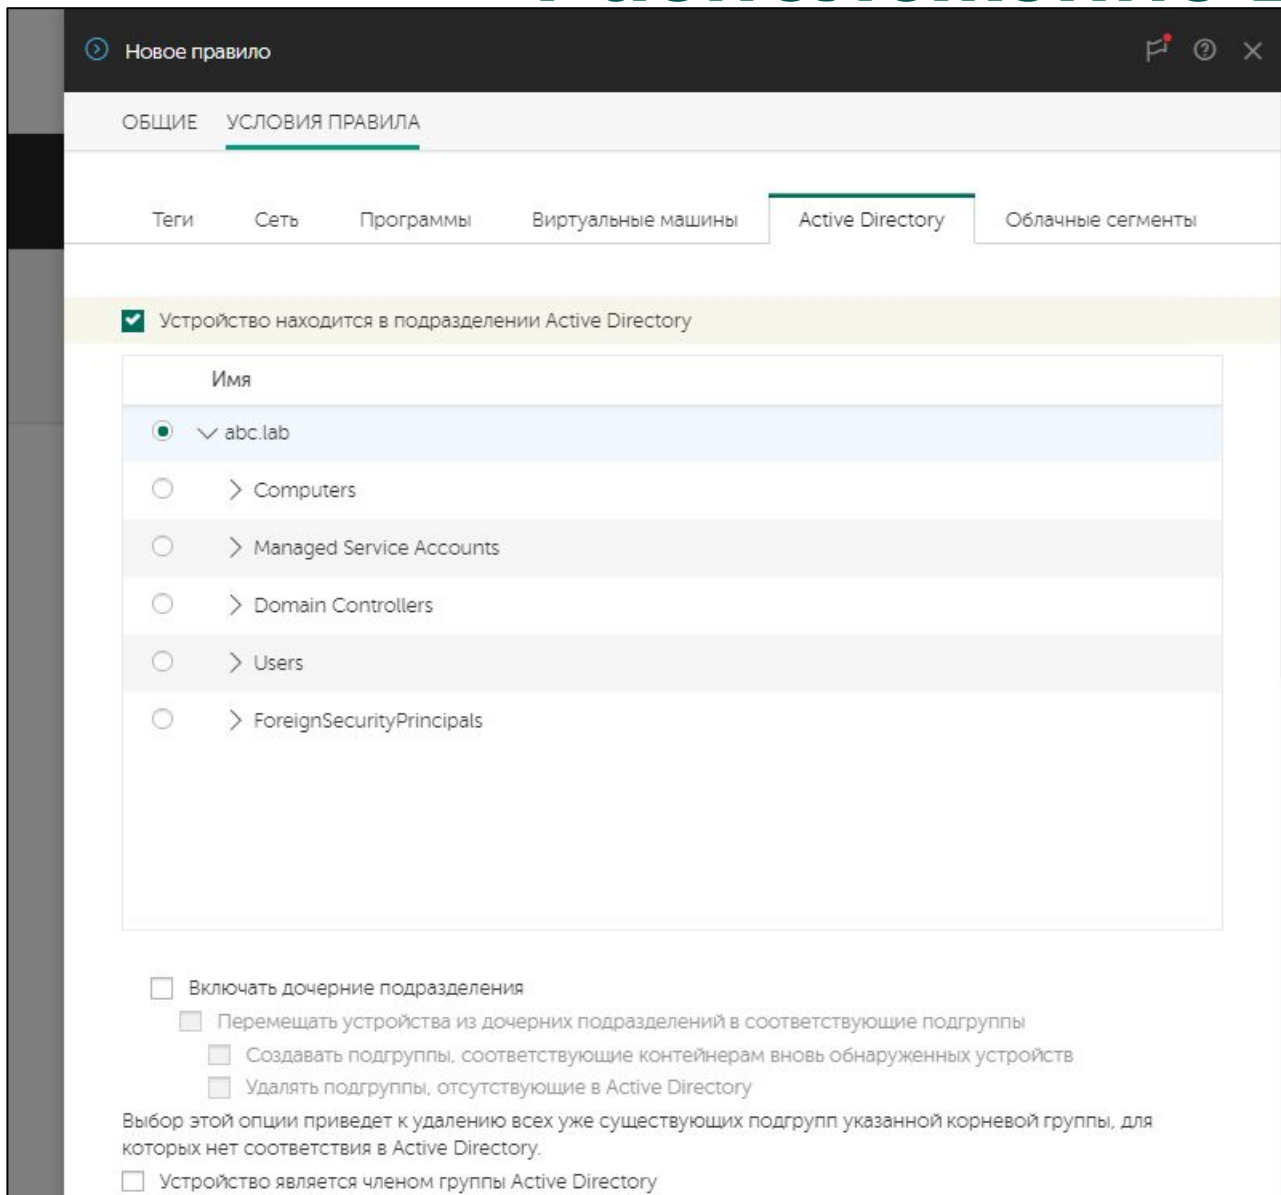 Новое правило
ОБЩИЕ УСЛОВИЯ ПРАВИЛА
Теги Сеть Программы Виртуальные машины Active Directory Облачные сегменты
Устройство находится в подразделении Active Directory
Имя
abc.lab
Computers
Managed Service Accounts
Domain Controllers
Users
ForeignSecurityPrincipals
Включать дочерние подразделения
Перемещать устройства из дочерних подразделений в соответствующие подгруппы
Создавать подгруппы, соответствующие контейнерам вновь обнаруженных устройств
Удалять подгруппы, отсутствующие в Active Directory
Выбор этой опции приведет к удалению всех уже существующих подгрупп указанной корневой группы, для
которых нет соответствия в Active Directory.
Устройство является членом группы Active Directory